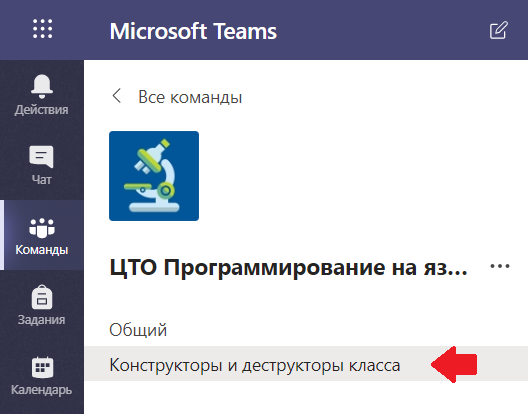 Microsoft Teams
Действия
Чат
Команды
Задания
Календарь
Все команды
ЦТО Программирование на яз...
Общий
Конструкторы и деструкторы класса